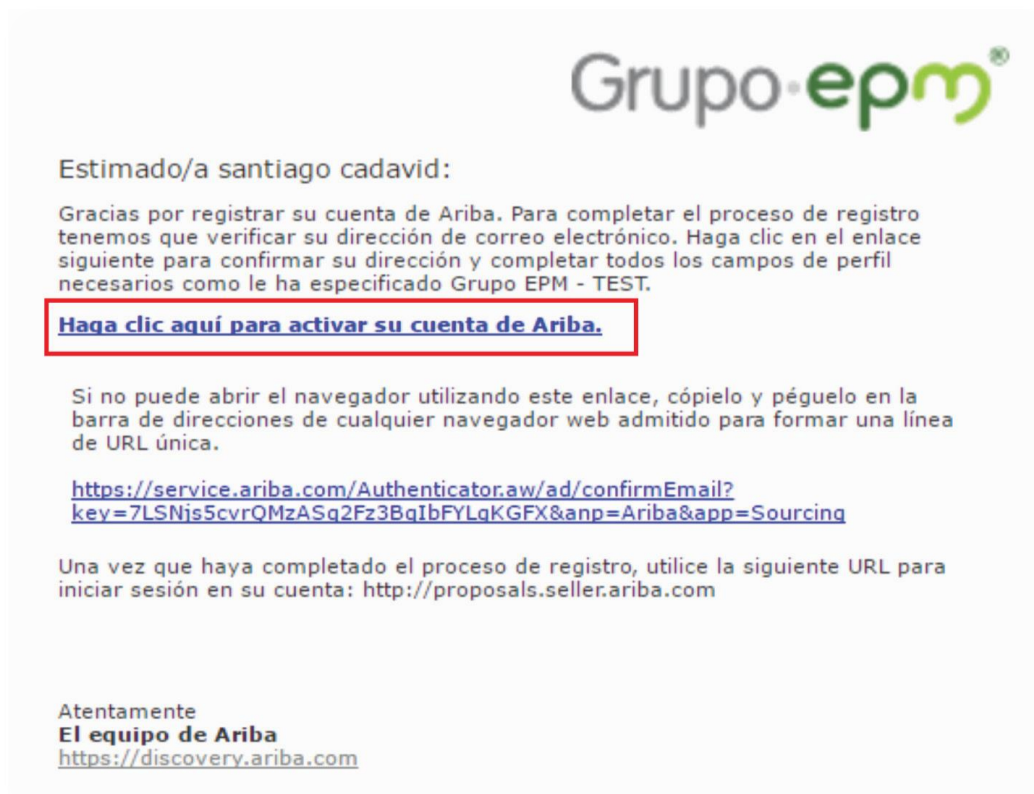 Grupo·epm®
Estimado/a santiago cadavid:
Gracias por registrar su cuenta de Ariba. Para completar el proceso de registro
tenemos que verificar su dirección de correo electrónico. Haga clic en el enlace
siguiente para confirmar su dirección y completar todos los campos de perfil
necesarios como le ha especificado Grupo EPM - TEST.
Haga clic aquí para activar su cuenta de Ariba.
Si no puede abrir el navegador utilizando este enlace, cópielo y péguelo en la
barra de direcciones de cualquier navegador web admitido para formar una línea
de URL única.
https://service.ariba.com/Authenticator.aw/ad/confirmEmail?
key=7LSNjs5cvrQMzASq2Fz3BqIbFYLqKGFX&anp=Ariba&app=Sourcing
Una vez que haya completado el proceso de registro, utilice la siguiente URL para
iniciar sesión en su cuenta: http://proposals.seller.ariba.com
Atentamente
El equipo de Ariba
https://discovery.ariba.com